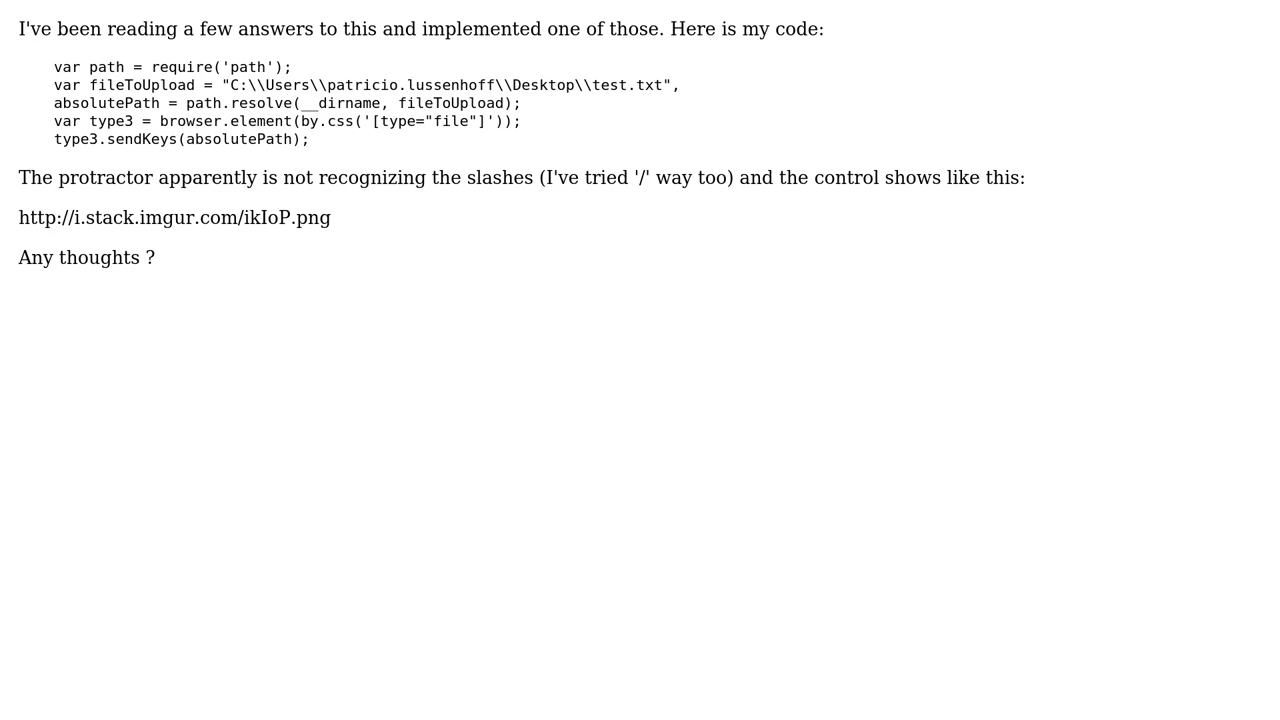 I've been reading a few answers to this and implemented one of those. Here is my code:
var path = require('path');
var fileToUpload = "C:\\Users\\patricio.lussenhoff\\Desktop\\test.txt",
absolutePath = path.resolve(__dirname, fileToUpload);
var type3 = browser.element(by.css('[type="file"]'));
type3.sendKeys(absolutePath);
The protractor apparently is not recognizing the slashes (I've tried '/' way too) and the control shows like this:
http://i.stack.imgur.com/ikIoP.png
Any thoughts ?